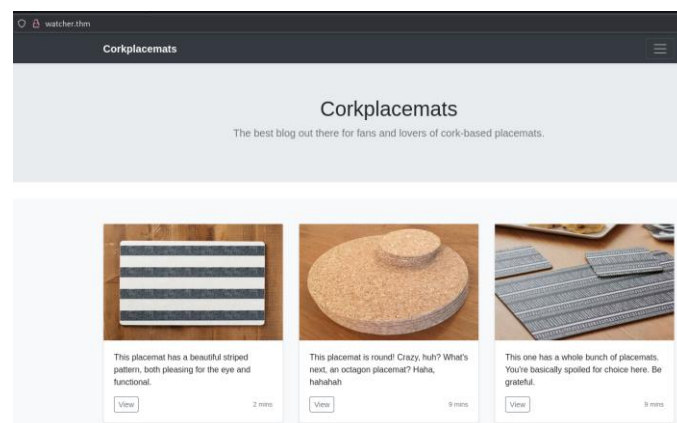 watcher.thm
Corkplacemats
Corkplacemats
The best blog out there for fans and lovers of cork-based placemats.
This placemat has a beautiful striped
pattern, both pleasing for the eye and
functional.
View 2 mins
This placemat is round! Crazy, huh? What's
next, an octagon placemat? Haha,
hahahah
View 9 mins
This one has a whole bunch of placemats.
You're basically spoiled for choice here. Be
grateful.
View 9 mins